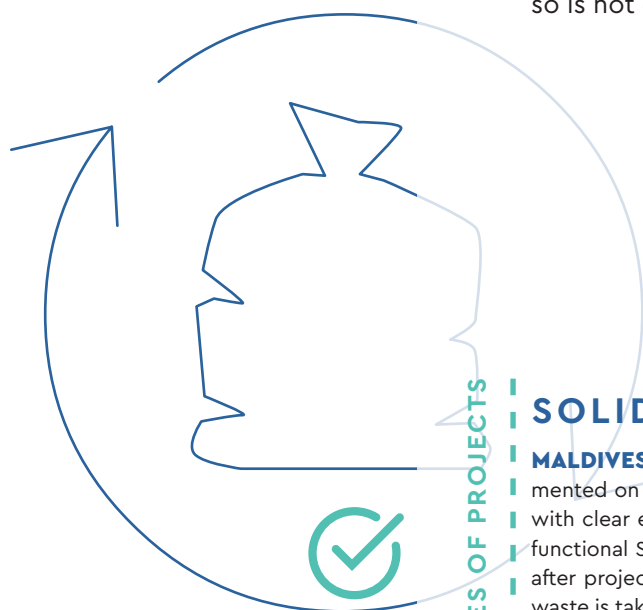 so is not
ES OF PROJECTS
SOLID
MALDIVES
mented on
with clear e
functional S
after projec
waste is tak